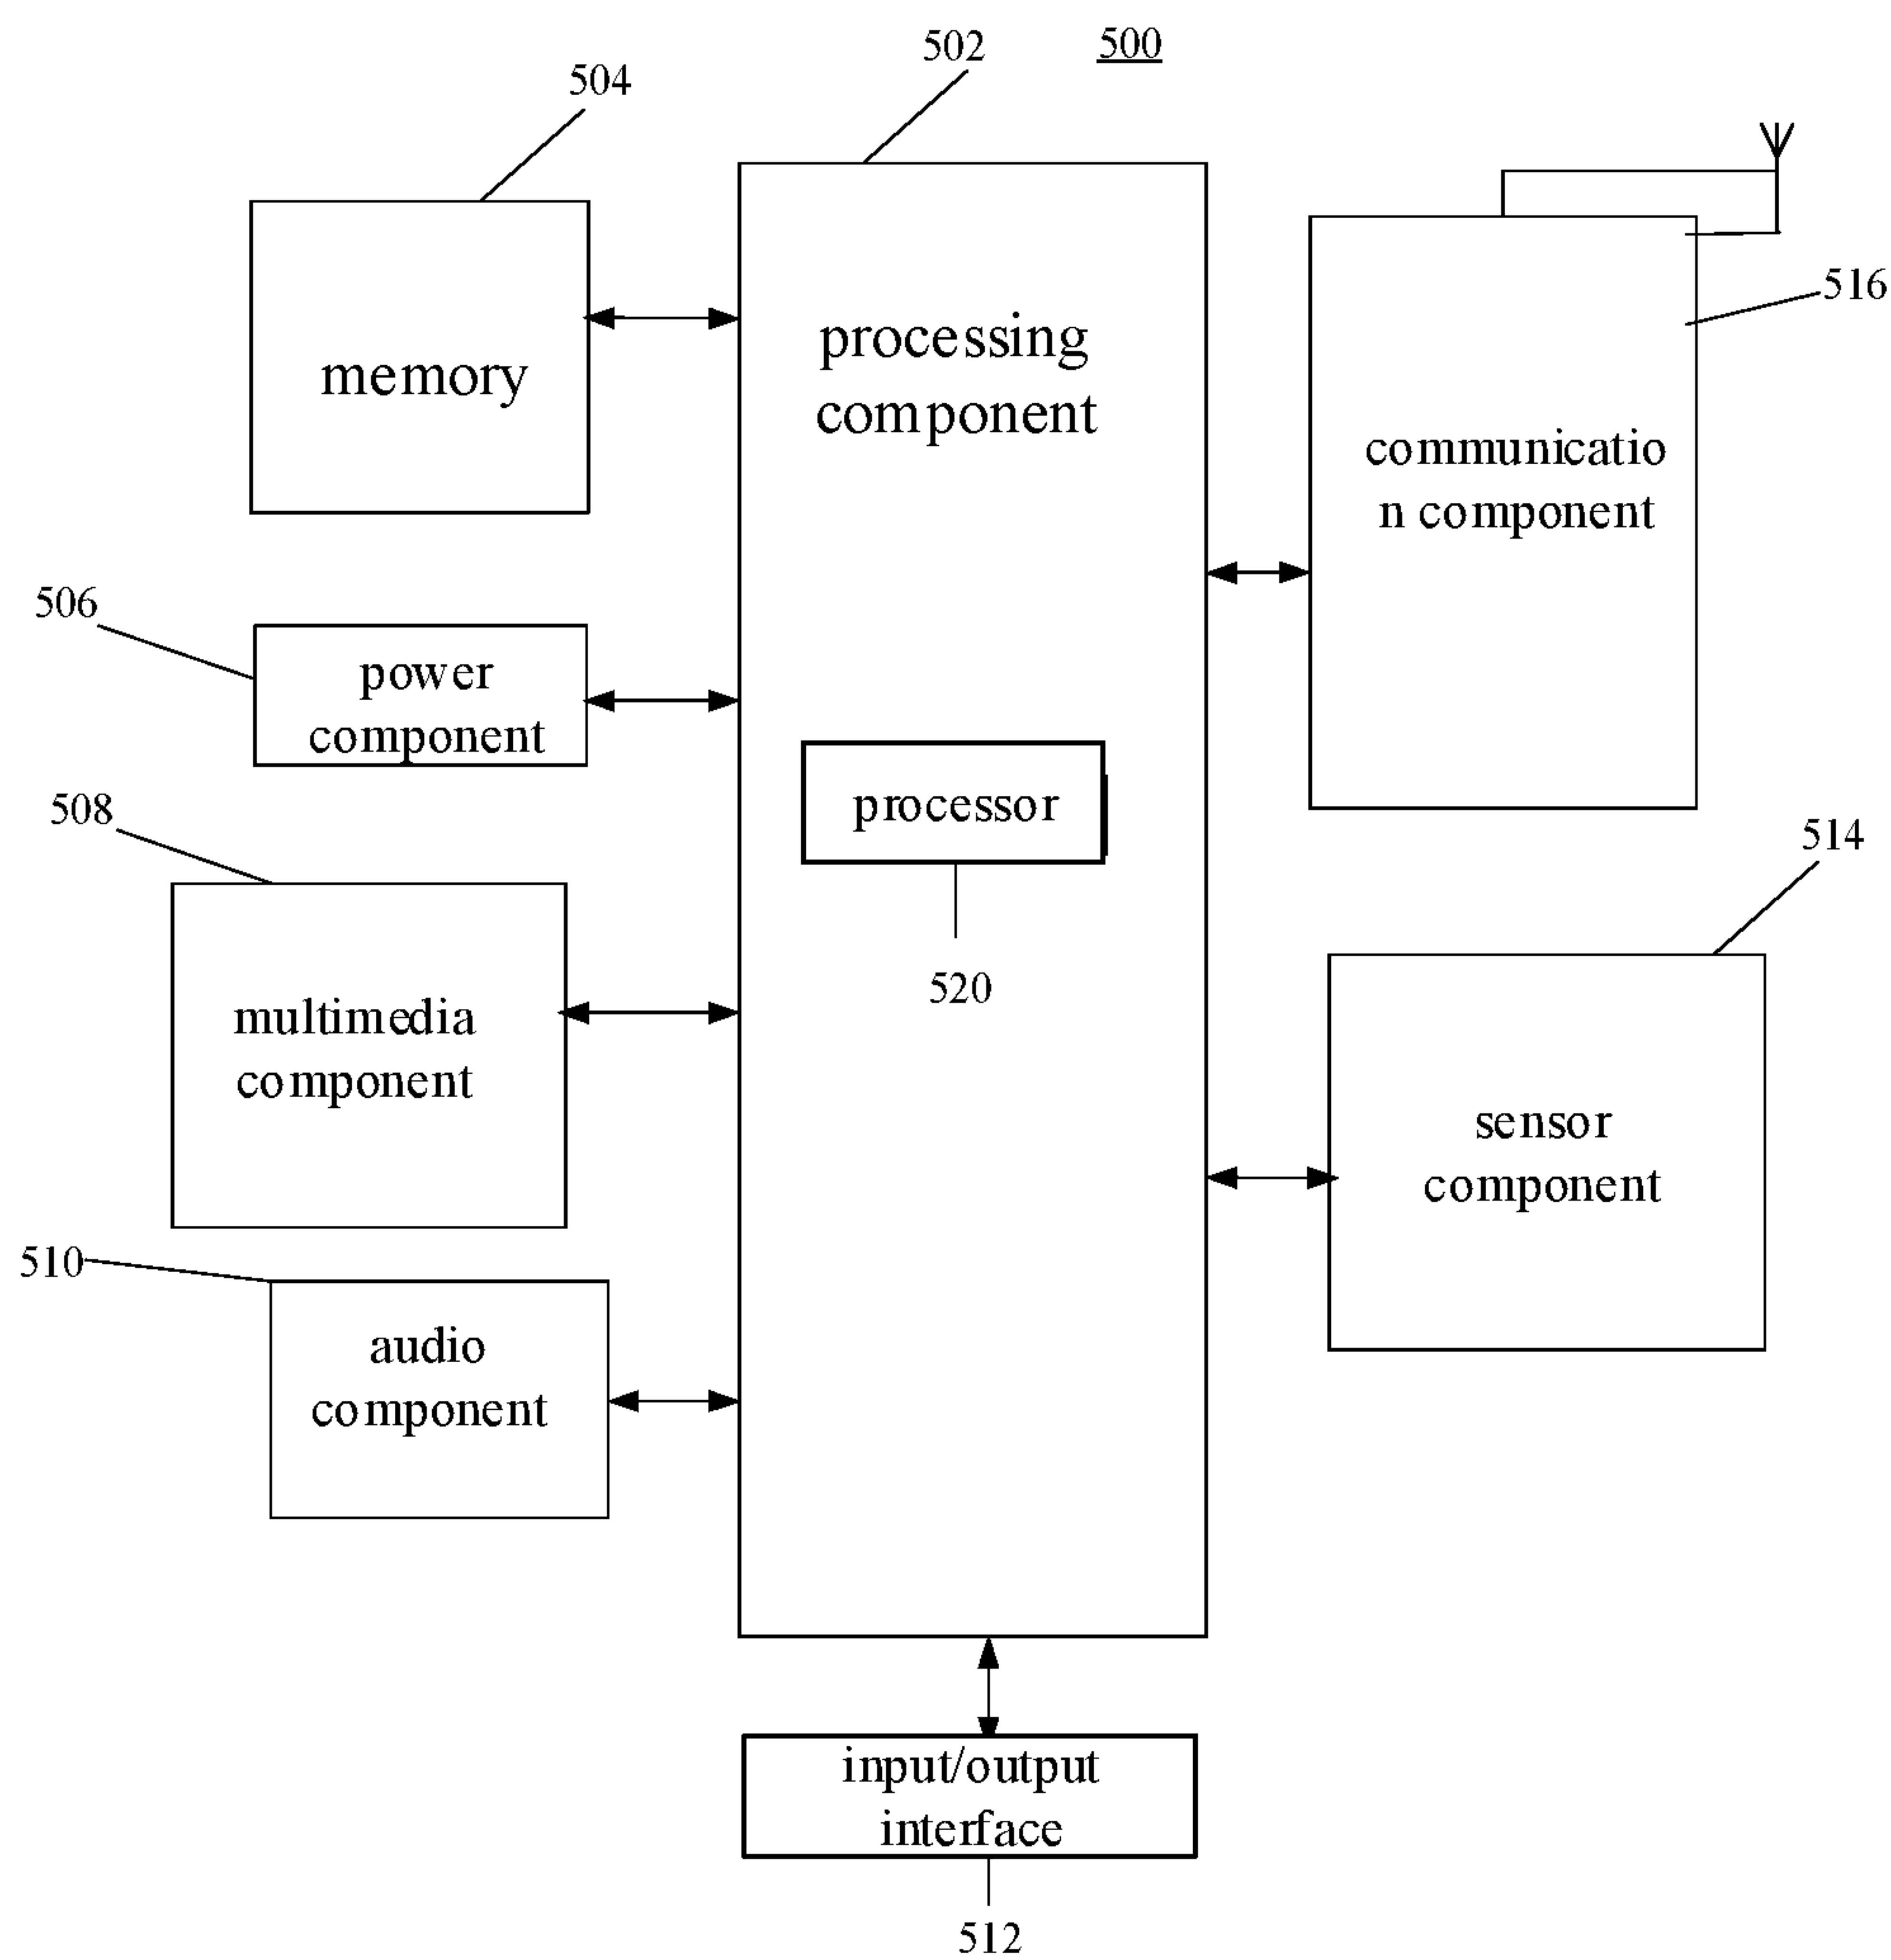 502
500
504
516
processing
component
memory
communicatio
n component
506
power
component
508
processor
514
520
multimedia
component
sensor
component
510
audio
component
input/output
interface
512